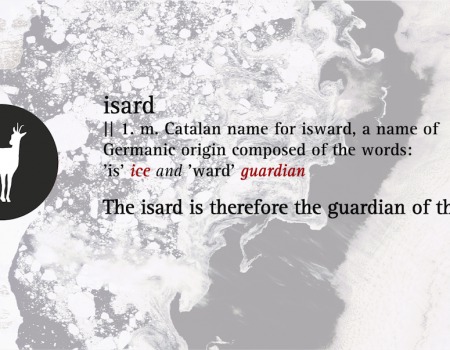 isard
|| 1. m. Catalan name for isward, a name of
Germanic origin composed of the words:
'is' ice and 'ward' guardian
The isard is therefore the guardian of th